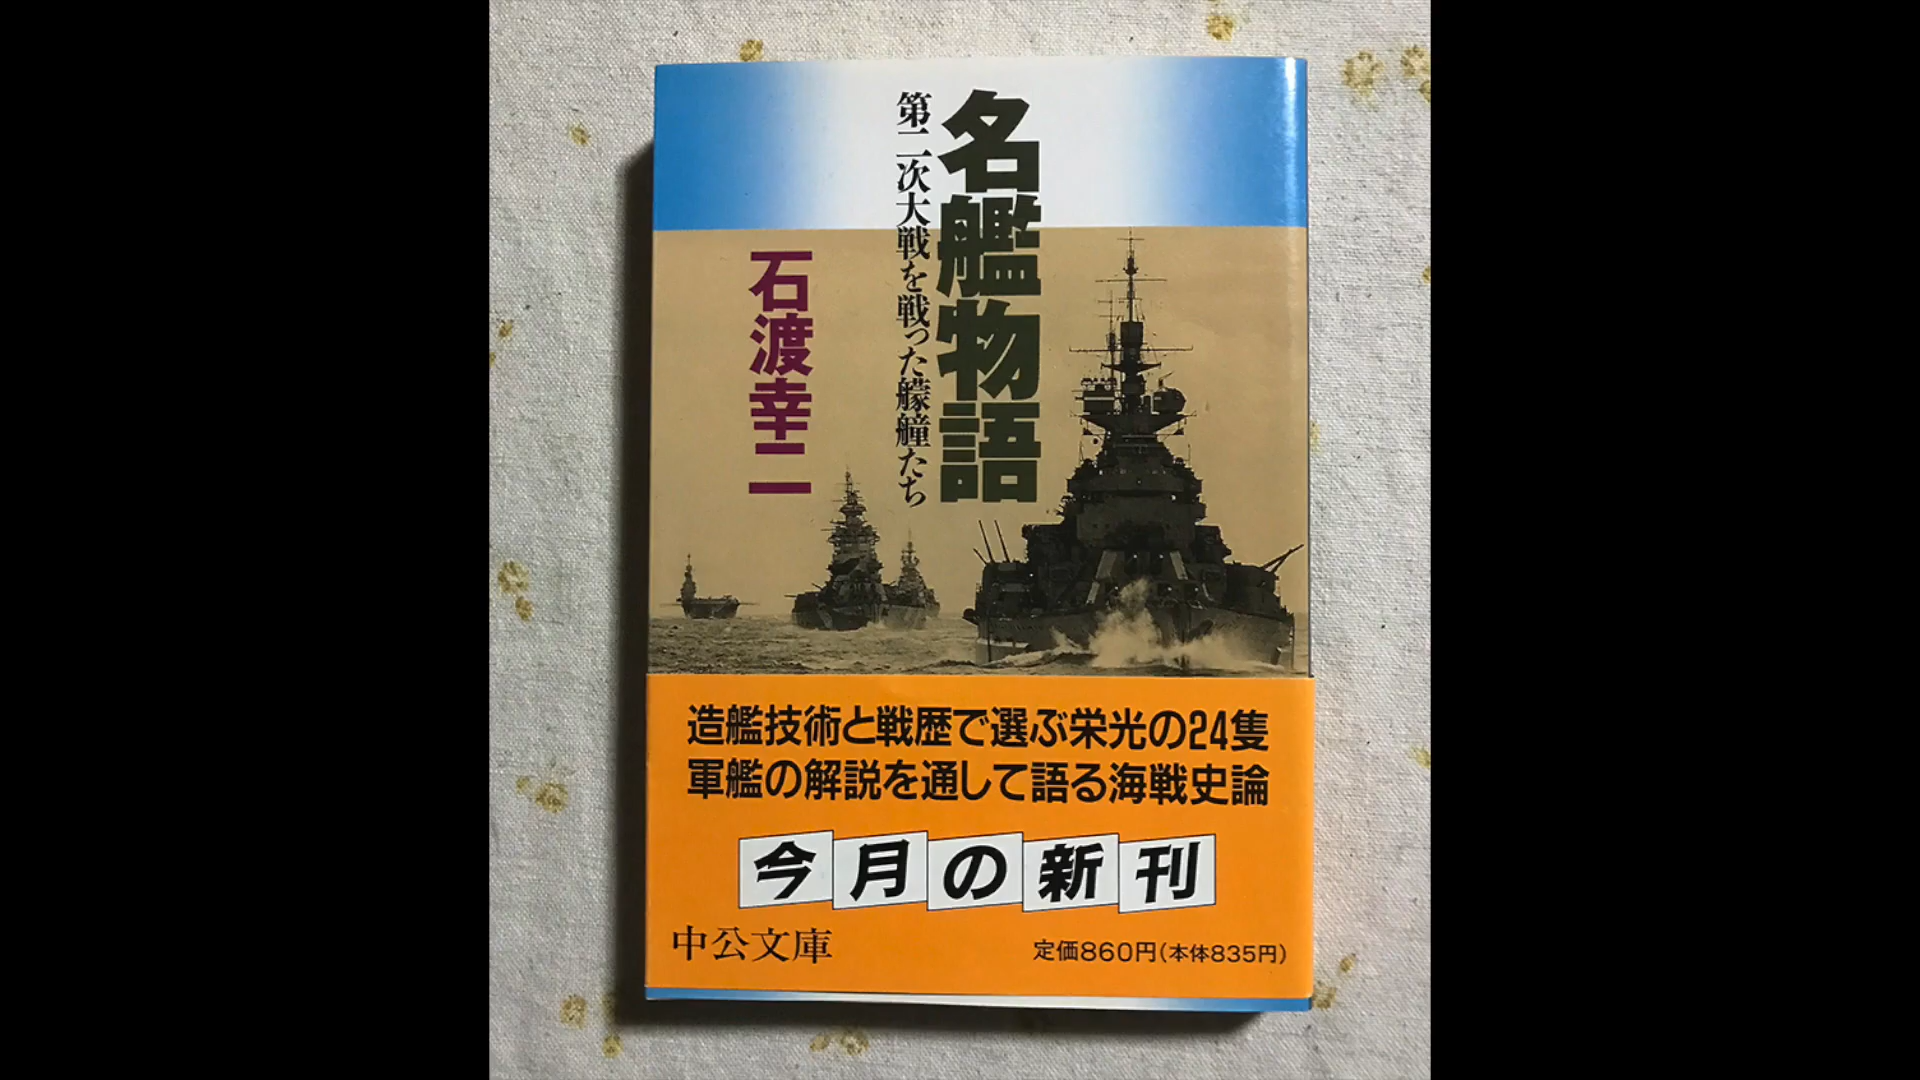 名艦物語
第二次大戦を戦った艨艟たち
石渡幸二
造艦技術と戦歴で選ぶ栄光の24隻
軍艦の解説を通して語る海戦史論
今月の新刊
中公文庫
定価860円(本体835円)